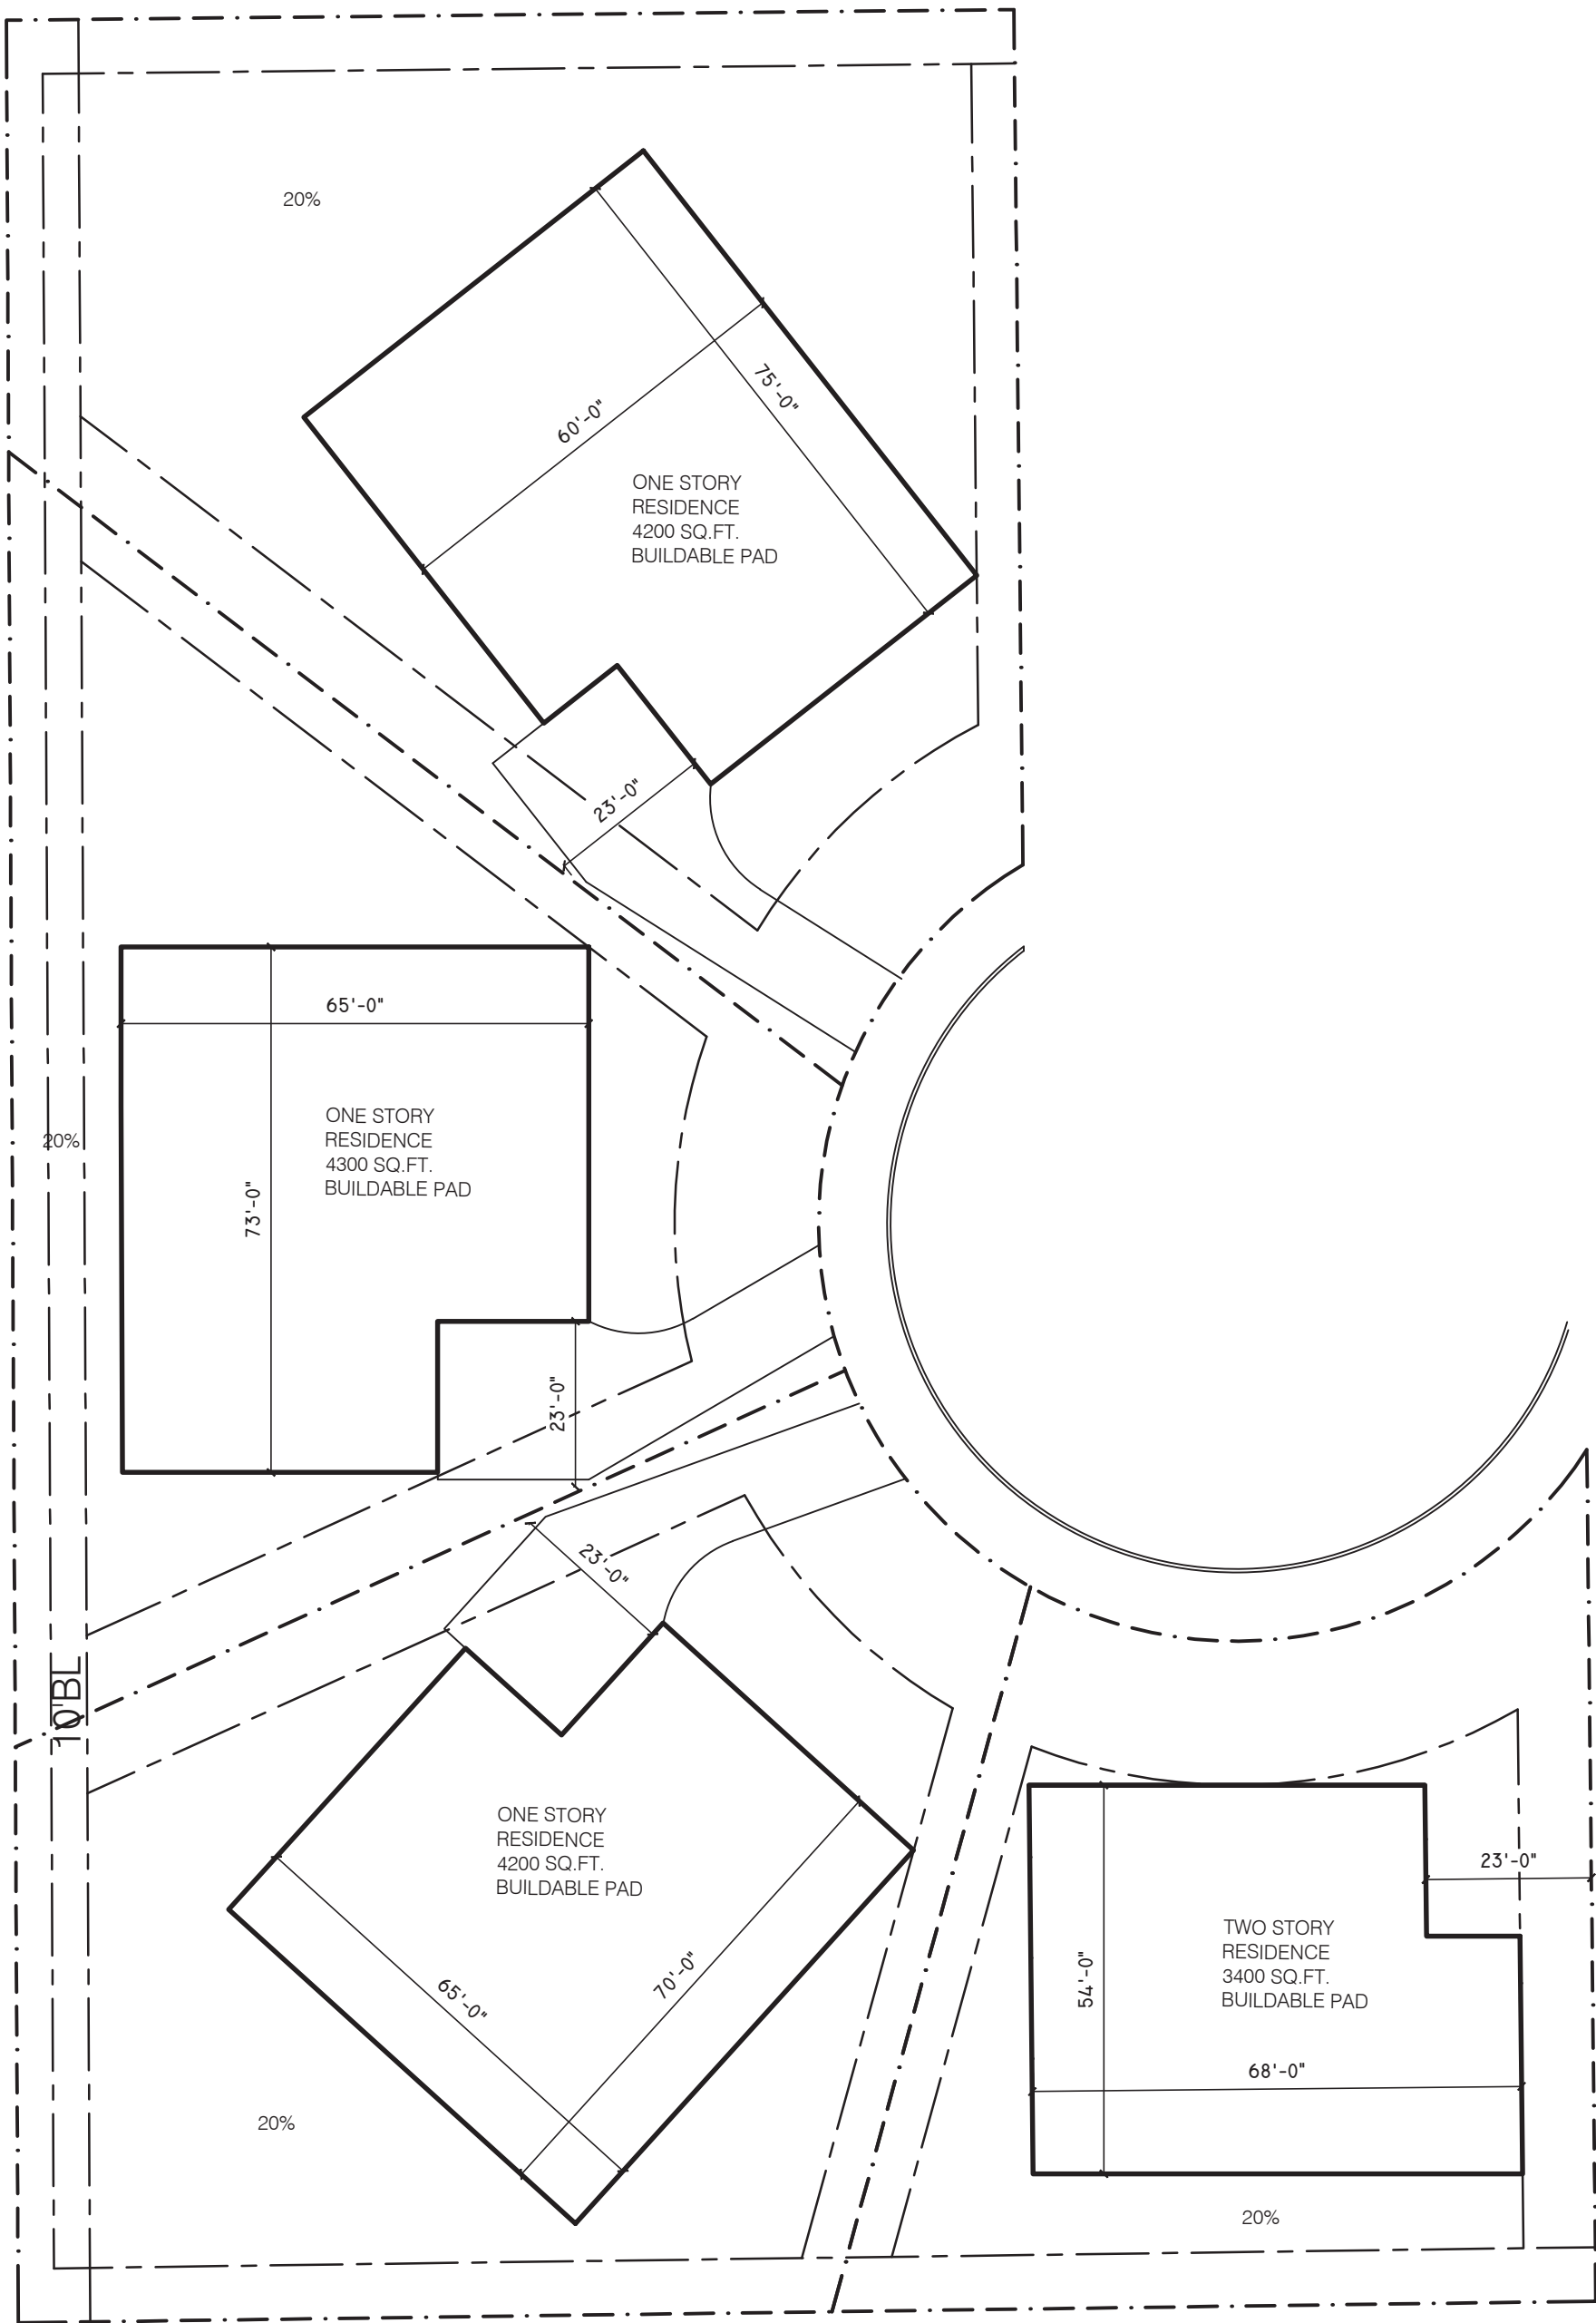 20%
75'-0"
60'-0"
ONE STORY
RESIDENCE
4200 SQ.FT.
BUILDABLE PAD
23'-0"
65'-0"
ONE STORY
RESIDENCE
4300 SQ.FT.
BUILDABLE PAD
20%
73'-0"
23'-0"
23'-0"
10'BL
ONE STORY
RESIDENCE
4200 SQ.FT.
BUILDABLE PAD
65'-0"
70'-0"
20%
23'-0"
TWO STORY
RESIDENCE
3400 SQ.FT.
BUILDABLE PAD
54'-0"
68'-0"
20%